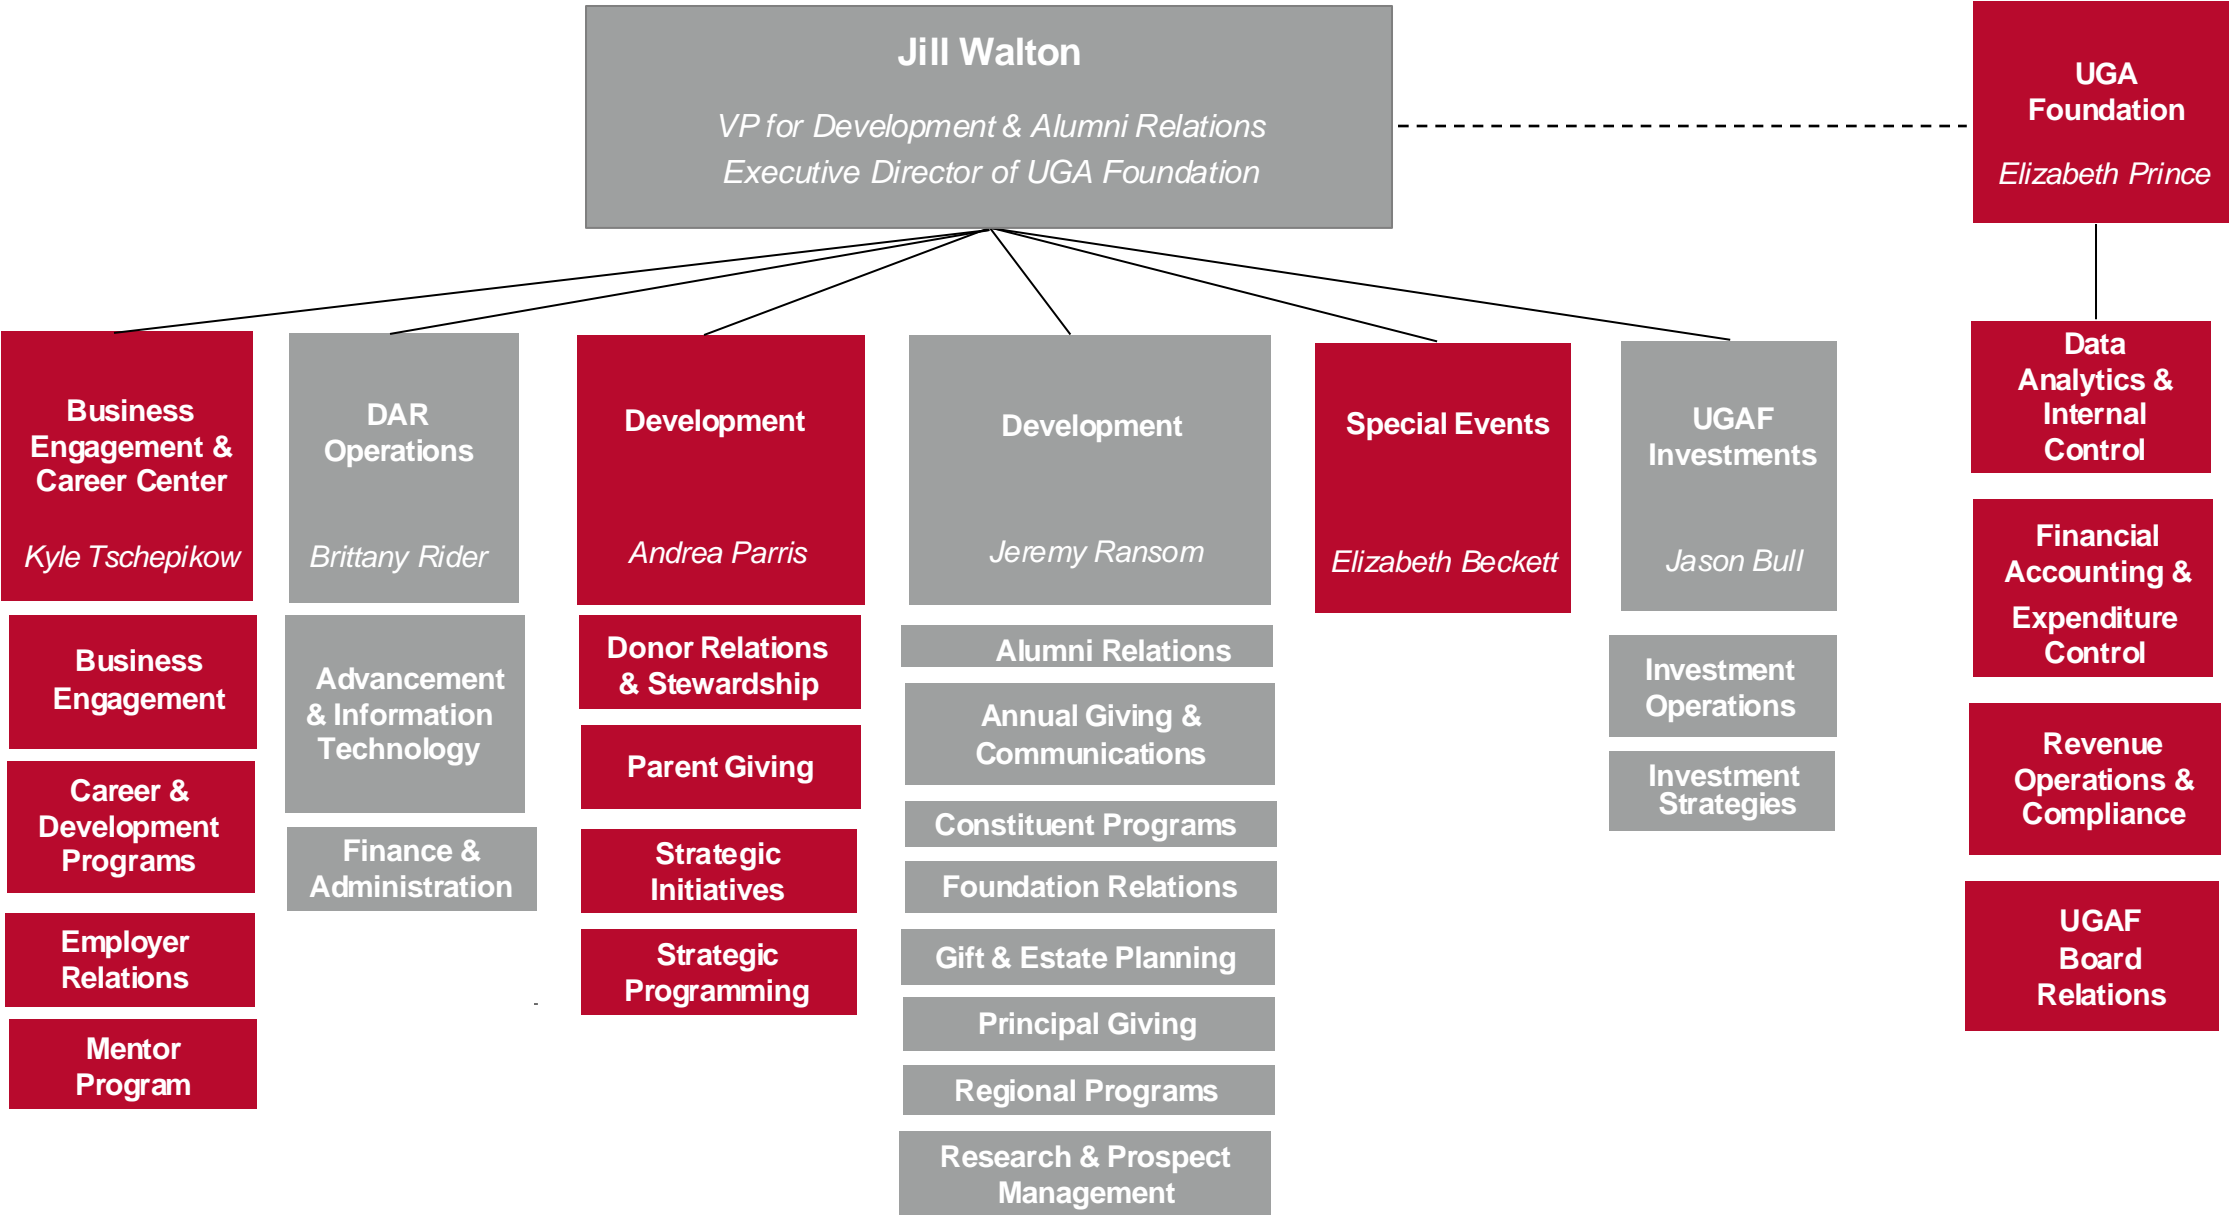 Jill Walton
VP for Development & Alumni Relations
Executive Director of UGA Foundation
UGA
Foundation
Elizabeth Prince
Business
Engagement &
Career Center
Kyle Tschepikow
Business
Engagement
Career &
Development
Programs
Employer
Relations
Mentor
Program
DAR
Operations
Brittany Rider
Advancement
& Information
Technology
Finance &
Administration
Development
Andrea Parris
Donor Relations
& Stewardship
Parent Giving
Strategic
Initiatives
Strategic
Programming
Development
Jeremy Ransom
Alumni Relations
Annual Giving &
Communications
Constituent Programs
Foundation Relations
Gift & Estate Planning
Principal Giving
Regional Programs
Research & Prospect
Management
Special Events
Elizabeth Beckett
UGAF
Investments
Jason Bull
Investment
Operations
Investment
Strategies
Data
Analytics &
Internal
Control
Financial
Accounting &
Expenditure
Control
Revenue
Operations &
Compliance
UGAF
Board
Relations